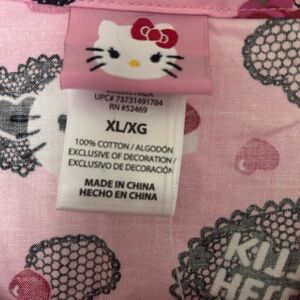 UPC# 73731491784
RN #52469
XL/XG
100% COTTON / ALGODÓN
EXCLUSIVE OF DECORATION /
EXCLUSIVO DE DECORACIÓN
MADE IN CHINA
HECHO EN CHINA